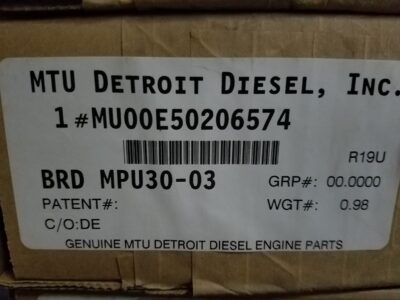 MTU DETROIT DIESEL, INC.
1 #MU00E50206574
R19U
BRD MPU30-03 GRP#: 00.0000
PATENT#: WGT#: 0.98
C/O:DE
GENUINE MTU DETROIT DIESEL ENGINE PARTS